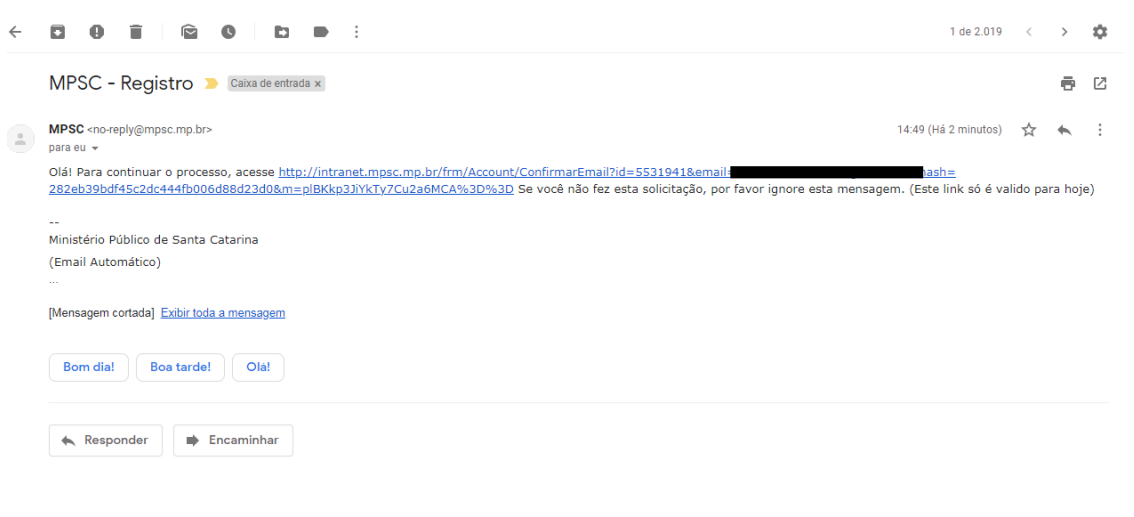 1 de 2.019
MPSC - Registro Caixa de entrada x
MPSC <no-reply@mpsc.mp.br> 14:49 (Há 2 minutos)
para eu
Olá! Para continuar o processo, acesse http://intranet.mpsc.mp.br/frm/Account/ConfirmarEmail?id=5531941&email= hash=
282eb39bdf45c2dc444fb006d88d23d0&m=plBKkp3JiYkTy7Cu2a6MCA%3D%3D Se você não fez esta solicitação, por favor ignore esta mensagem. (Este link só é valido para hoje)
--
Ministério Público de Santa Catarina
(Email Automático)
...
[Mensagem cortada] Exibir toda a mensagem
Bom dia! Boa tarde! Olá!
Responder Encaminhar